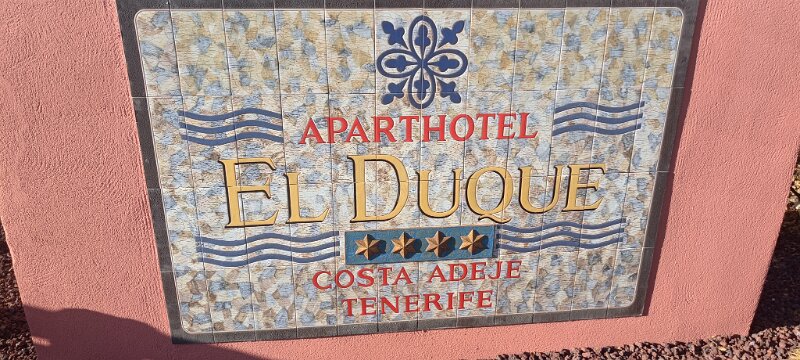 APARTHOTEL
EL DUQUE
COSTA ADEJE
TENERIFE